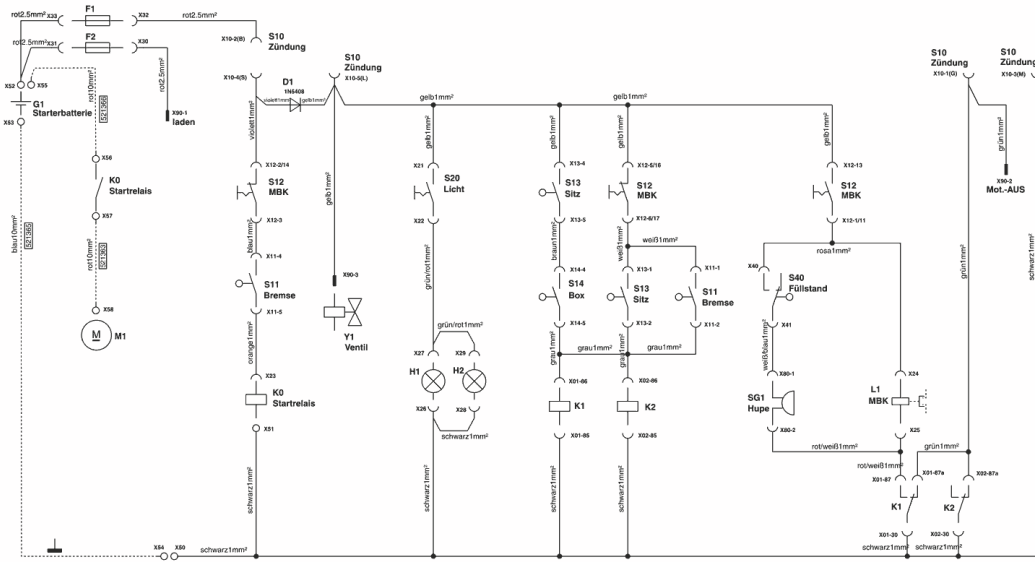 rot2.5mm² X33 F1 X32 rot2.5mm²
rot2.5mm² X31 F2 X30
X10-2(B) S10
Zündung
X52 X55
rot10mm²
521366
rot2.5mm²
G1
Starterbatterie
X53
X90-1
laden
X10-4(S)
D1
1N5408
violett1mm² gelb1mm²
S10
Zündung
X10-5(L)
gelb1mm² gelb1mm²
S10
Zündung
X10-1(G)
S10
Zündung
X10-3(M)
violett1mm²
gelb1mm²
gelb1mm²
gelb1mm²
gelb1mm²
gelb1mm²
grün1mm²
X56
K0
Startrelais
X57
X12-2/14
S12
MBK
X12-3
X21
S20
Licht
X22
X13-4
S13
Sitz
X13-5
X12-5/16
S12
MBK
X12-6/17
X12-13
S12
MBK
X12-1/11
X90-2
Mot.-AUS
blau10mm²
521365
rot10mm²
521363
blau1mm²
X11-4
S11
Bremse
X11-5
X90-3
Y1
Ventil
grün/rot1mm²
braun1mm²
weiß1mm²
weiß1mm²
rosa1mm²
grün1mm²
schwarz1mm²
X14-4
S14
Box
X14-5
X13-1
S13
Sitz
X13-2
X11-1
S11
Bremse
X11-2
X40
S40
Füllstand
X41
X58
M
M1
orange1mm²
grün/rot1mm²
grau1mm² grau1mm²
grau1mm²
grau1mm²
weiß/blau1mm²
X27 X29
H1 H2
X26 X28
schwarz1mm²
X23
K0
Startrelais
X51
X01-86
K1
X01-85
X02-86
K2
X02-85
X80-1
SG1
Hupe
X80-2
X24
L1
MBK
X25
rot/weiß1mm² grün1mm²
rot/weiß1mm²
X01-87 X01-87a X02-87a
K1 K2
X01-30 X02-30
schwarz1mm² schwarz1mm²
schwarz1mm²
schwarz1mm²
schwarz1mm²
schwarz1mm²
X54 X50 schwarz1mm²